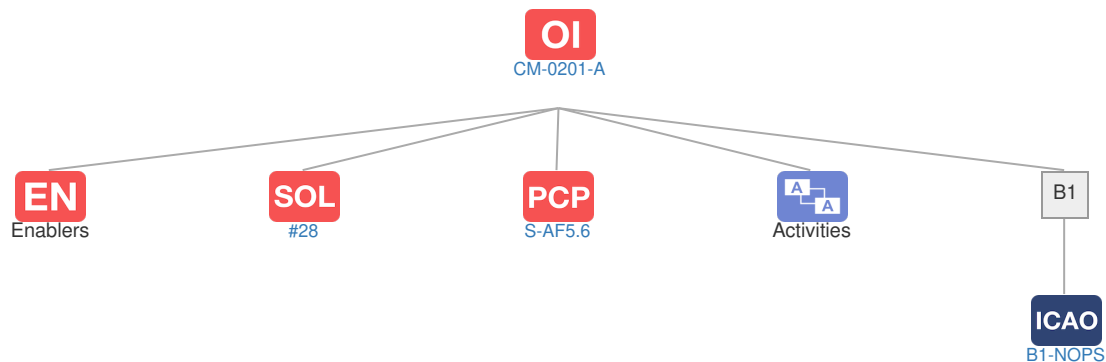 OI
CM-0201-A
EN
Enablers
SOL
#28
PCP
S-AF5.6
A
A
Activities
B1
ICAO
B1-NOPS